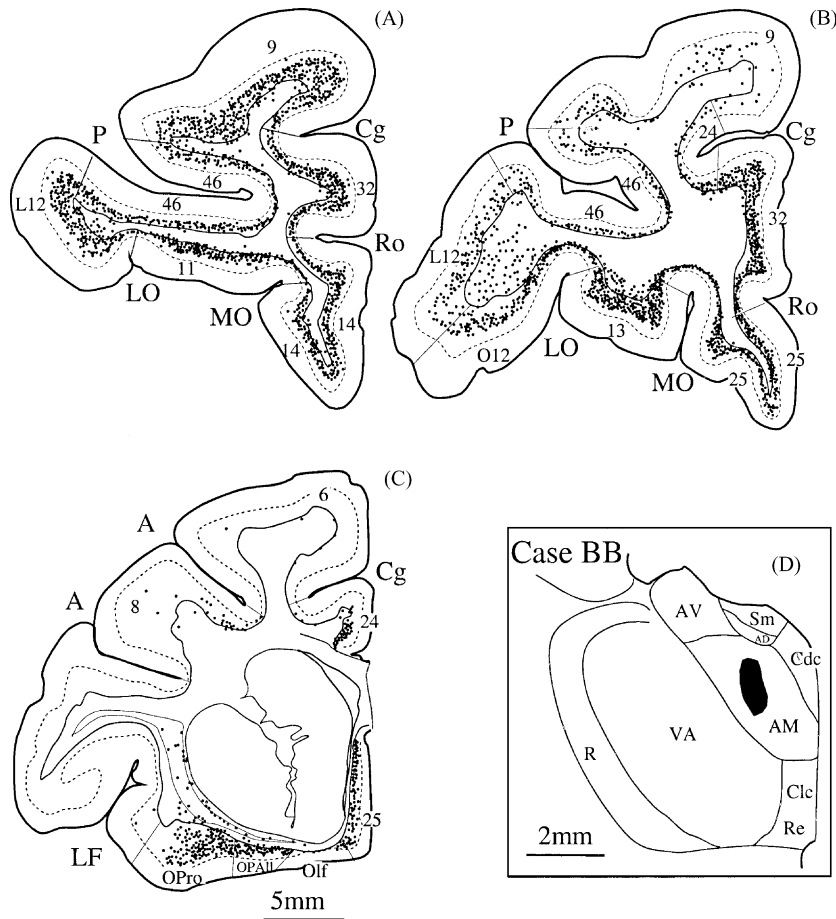 (A)
9
P
Cg
46
32
46
L12
Ro
11
LO
MO
14
14
(B)
9
P
24
Cg
46
46
32
L12
Ro
13
O12
LO
MO
25
25
(C)
6
A
Cg
A
8
24
25
LF
OPro
OPAll
Olf
5mm
Case BB
(D)
AV
Sm
AD
Cdc
AM
VA
R
Clc
Re
2mm